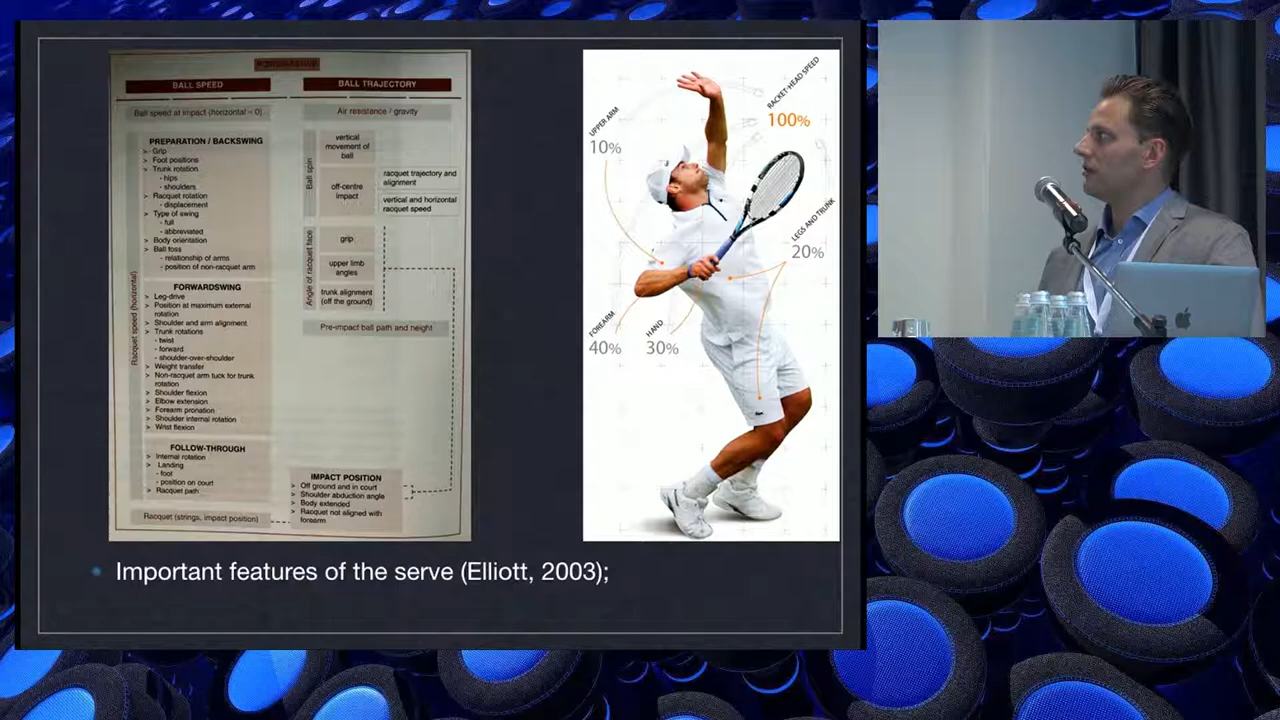 BALL SPEED
Ball speed at impact (horizontal = 0)
Racquet speed (horizontal)
PREPARATION / BACKSWING
> Grip
> Foot positions
> Trunk rotation
- hips
- shoulders
> Racquet rotation
- displacement
> Type of swing
- full
- abbreviated
> Body orientation
> Ball toss
- relationship of arms
- position of non-racquet arm
FORWARDSWING
> Leg-drive
> Position at maximum external
rotation
> Shoulder and arm alignment
> Trunk rotations
- twist
- forward
- shoulder-over-shoulder
> Weight transfer
> Non-racquet arm tuck for trunk
rotation
> Shoulder flexion
> Elbow extension
> Forearm pronation
> Shoulder internal rotation
> Wrist flexion
FOLLOW-THROUGH
> Internal rotation
> Landing
- foot
- position on court
> Racquet path
Racquet (strings, impact position)
BALL TRAJECTORY
Air resistance / gravity
Ball spin
vertical
movement of
ball
off-centre
impact
racquet trajectory and
alignment
vertical and horizontal
racquet speed
Angle of racquet face
grip
upper limb
angles
trunk alignment
(off the ground)
Pre-impact ball path and height
IMPACT POSITION
> Off ground and in court
> Shoulder abduction angle
> Body extended
> Racquet not aligned with
forearm
UPPER ARM
10%
RACKET-HEAD SPEED
100%
LEGS AND TRUNK
20%
FOREARM
40%
HAND
30%
• Important features of the serve (Elliott, 2003);